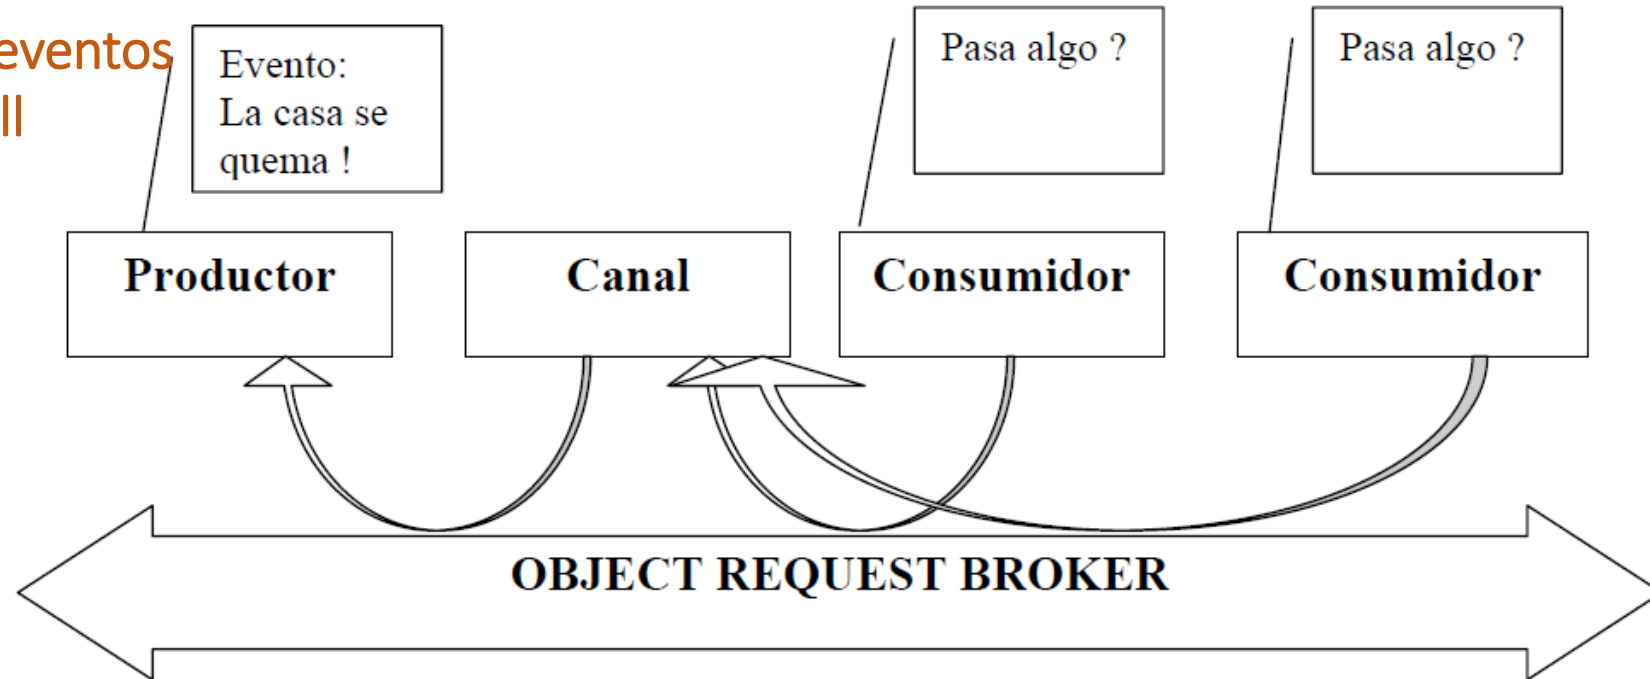 eventos
ll
Evento:
La casa se
quema !
Pasa algo ?
Pasa algo ?
Productor
Canal
Consumidor
Consumidor
OBJECT REQUEST BROKER